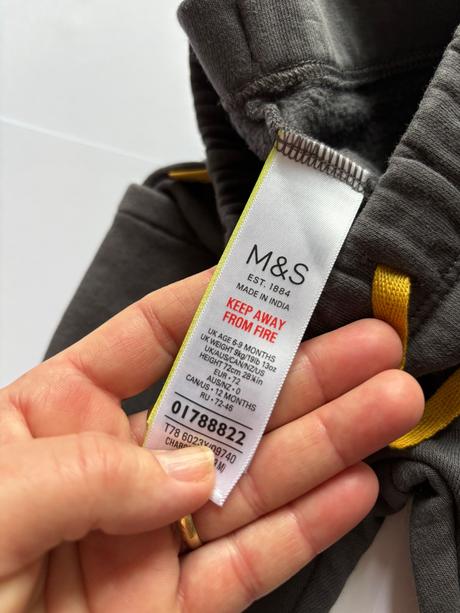 M&S
EST. 1884
MADE IN INDIA
KEEP AWAY
FROM FIRE
UK AGE 6-9 MONTHS
UK WEIGHT 9kg/19lb 13oz
UK/AUS/CAN/NZ/US
HEIGHT 72cm 28¼in
EUR • 72
AUS/NZ • 0
CAN/US • 12 MONTHS
RU • 72-46
01788822
T78 6023
09740